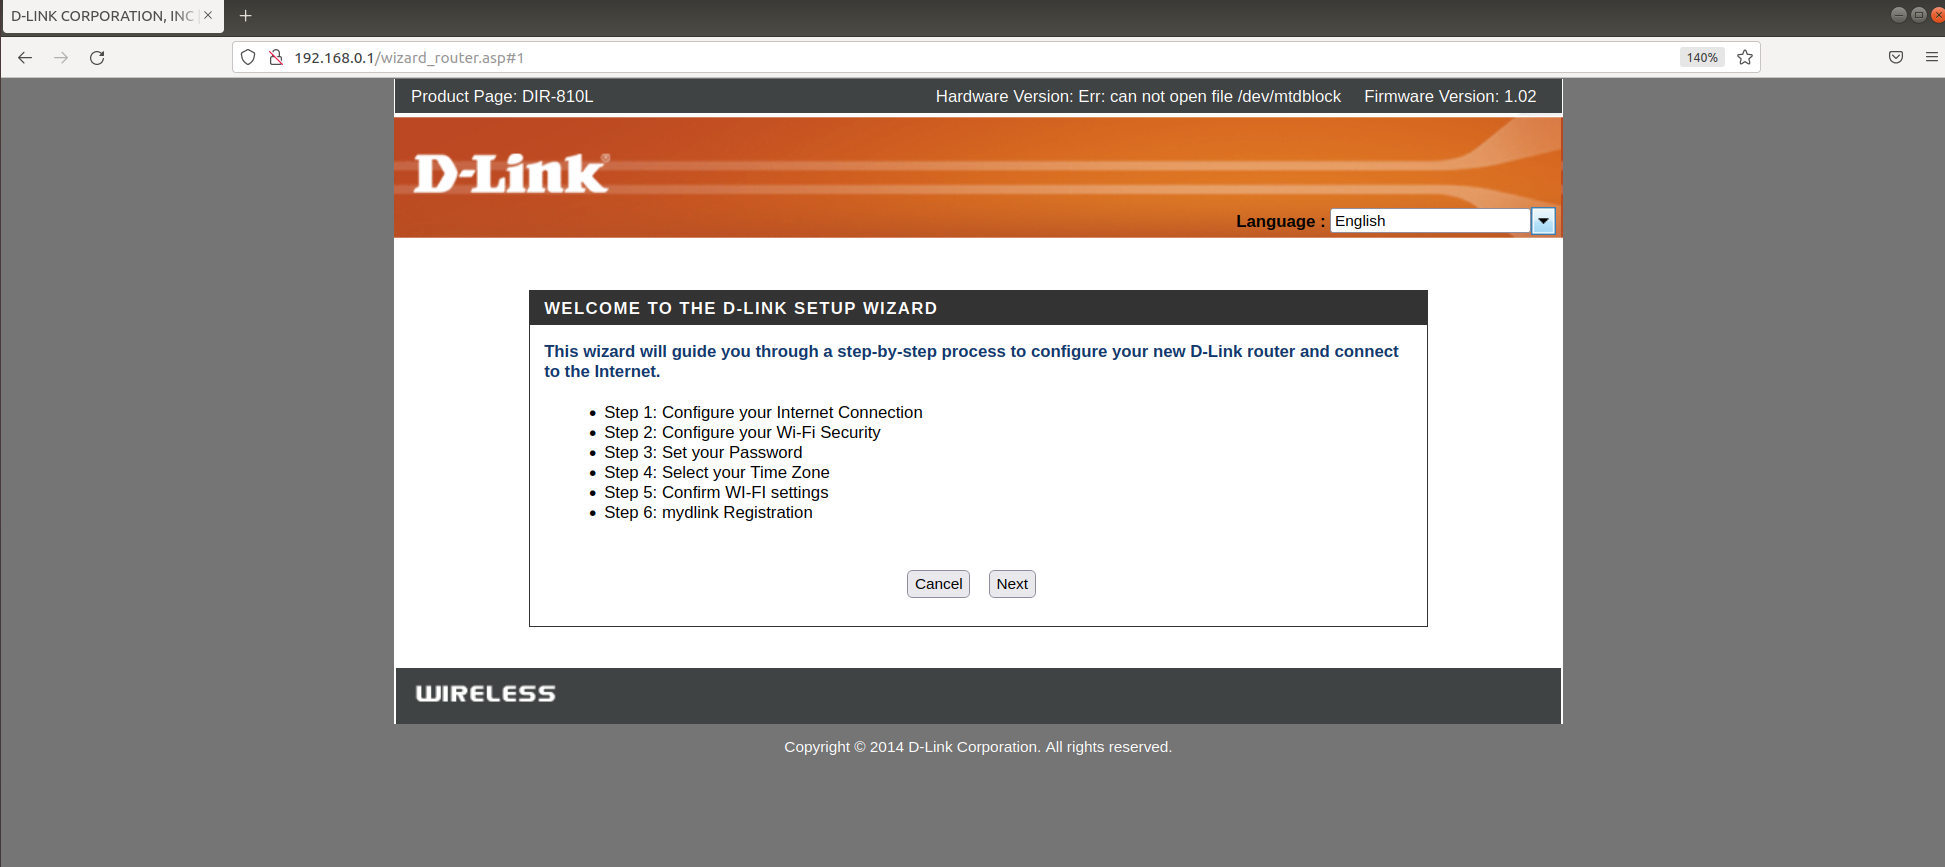 D-LINK CORPORATION, INC
192.168.0.1/wizard_router.asp#1
140%
Product Page: DIR-810L
Hardware Version: Err: can not open file /dev/mtdblock
Firmware Version: 1.02
D-Link®
Language :
English
WELCOME TO THE D-LINK SETUP WIZARD
This wizard will guide you through a step-by-step process to configure your new D-Link router and connect
to the Internet.
• Step 1: Configure your Internet Connection
• Step 2: Configure your Wi-Fi Security
• Step 3: Set your Password
• Step 4: Select your Time Zone
• Step 5: Confirm WI-FI settings
• Step 6: mydlink Registration
Cancel
Next
WIRELESS
Copyright © 2014 D-Link Corporation. All rights reserved.